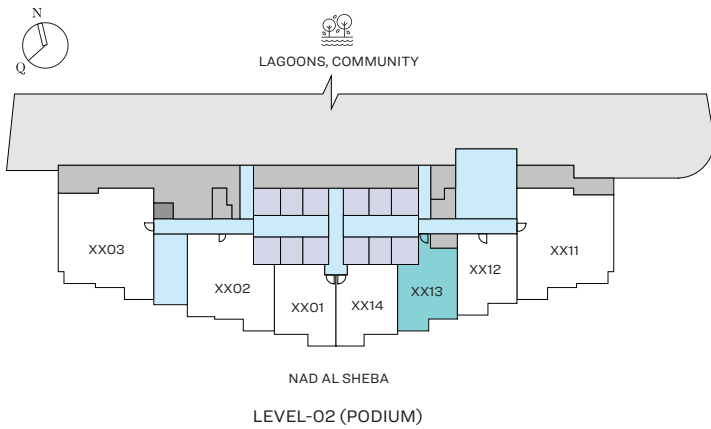 N
Q
LAGOONS, COMMUNITY
XX03
XX02
XX01
XX14
XX13
XX12
XX11
NAD AL SHEBA
LEVEL-02 (PODIUM)